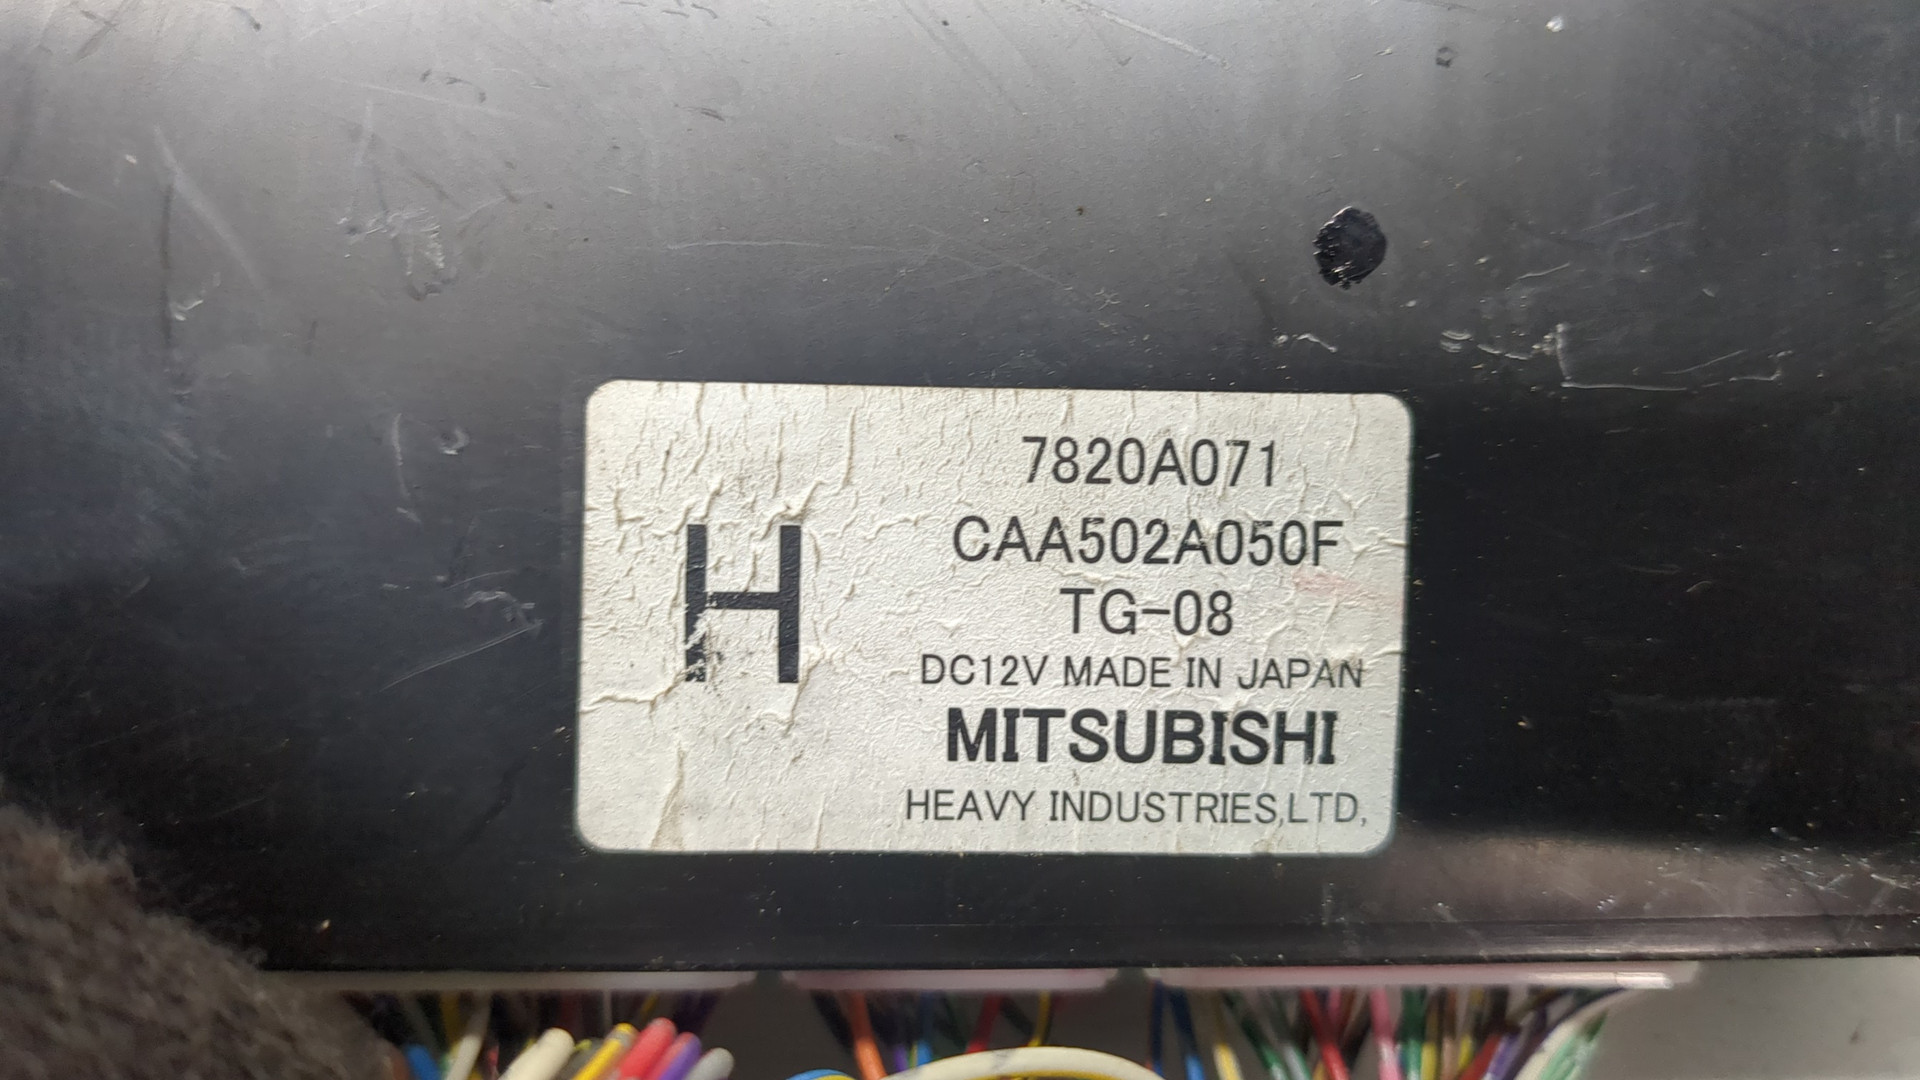 7820A071
CAA502A050F
H
TG-08
DC12V MADE IN JAPAN
MITSUBISHI
HEAVY INDUSTRIES,LTD,